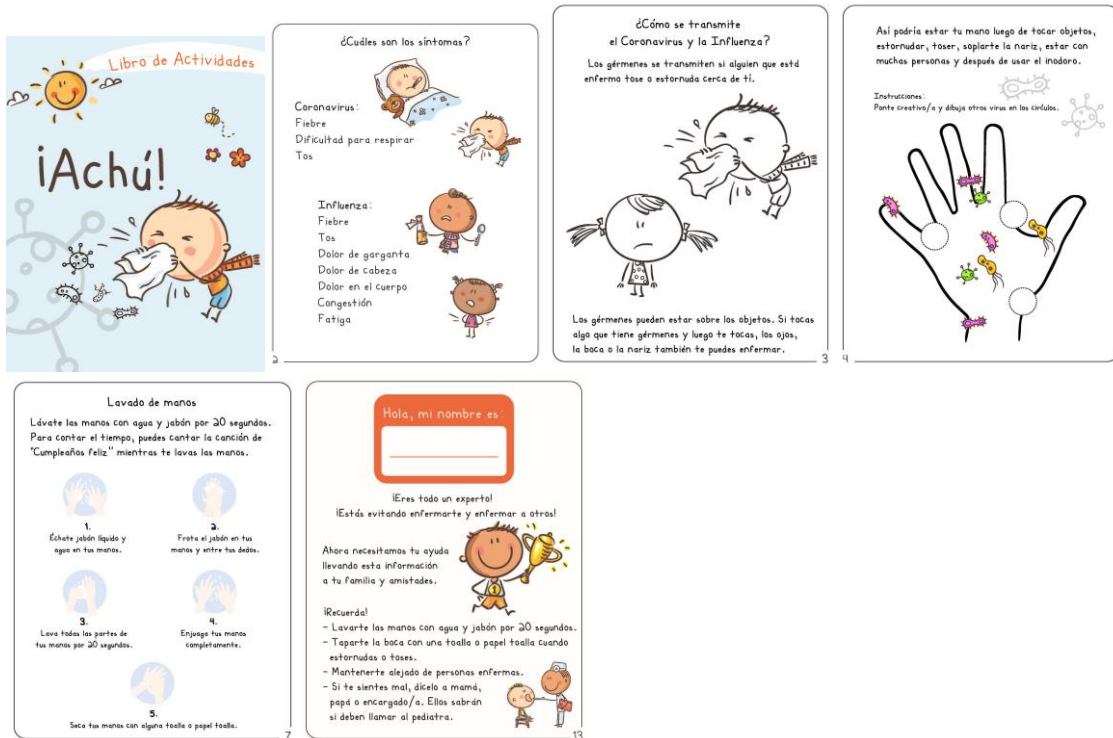 Libro de Actividades
¡Achú!
¿Cuáles son los síntomas?
Coronavirus:
Fiebre
Dificultad para respirar
Tos
Influenza:
Fiebre
Tos
Dolor de garganta
Dolor de cabeza
Dolor en el cuerpo
Congestión
Fatiga
2
¿Cómo se transmite
el Coronavirus y la Influenza?
Los gérmenes se transmiten si alguien que está
enfermo tose o estornuda cerca de tí.
Los gérmenes pueden estar sobre los objetos. Si tocas
algo que tiene gérmenes y luego te tocas, los ojos,
la boca o la nariz también te puedes enfermar.
3
Así podría estar tu mano luego de tocar objetos,
estornudar, toser, soplarte la nariz, estar con
muchas personas y después de usar el inodoro.
Instrucciones:
Ponte creativo/a y dibuja otros virus en los círculos.
4
Lavado de manos
Lávate las manos con agua y jabón por 20 segundos.
Para contar el tiempo, puedes cantar la canción de
"Cumpleaños feliz" mientras te lavas las manos.
1.
Échate jabón líquido y
agua en tus manos.
2.
Frota el jabón en tus
manos y entre tus dedos.
3.
Lava todas las partes de
tus manos por 20 segundos.
4.
Enjuaga tus manos
completamente.
5.
Seca tus manos con alguna toalla o papel toalla.
7
Hola, mi nombre es:
¡Eres todo un experto!
¡Estás evitando enfermarte y enfermar a otros!
Ahora necesitamos tu ayuda
llevando esta información
a tu familia y amistades.
¡Recuerda!
- Lavarte las manos con agua y jabón por 20 segundos.
- Taparte la boca con una toalla o papel toalla cuando
estornudas o toses.
- Mantenerte alejado de personas enfermas.
- Si te sientes mal, dícelo a mamá,
papá o encargado/a. Ellos sabrán
si deben llamar al pediatra.
13